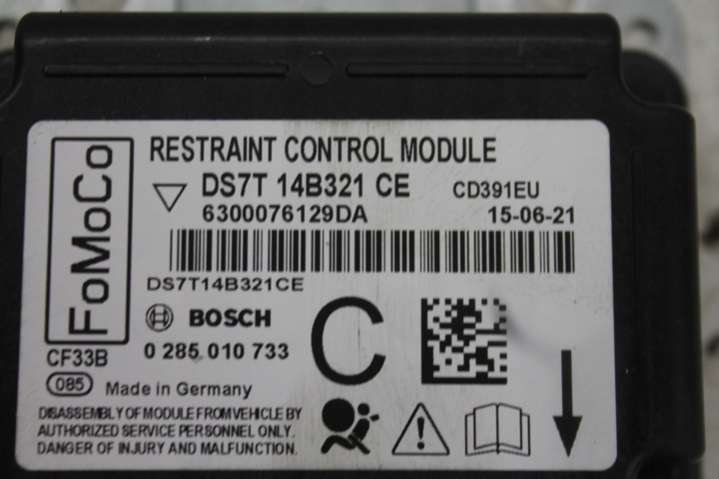 FoMoCo
RESTRAINT CONTROL MODULE
DS7T 14B321 CE CD391EU
6300076129DA 15-06-21
DS7T14B321CE
BOSCH
C
CF33B
0 285 010 733
085 Made in Germany
DISASSEMBLY OF MODULE FROM VEHICLE BY
AUTHORIZED SERVICE PERSONNEL ONLY.
DANGER OF INJURY AND MALFUNCTION.